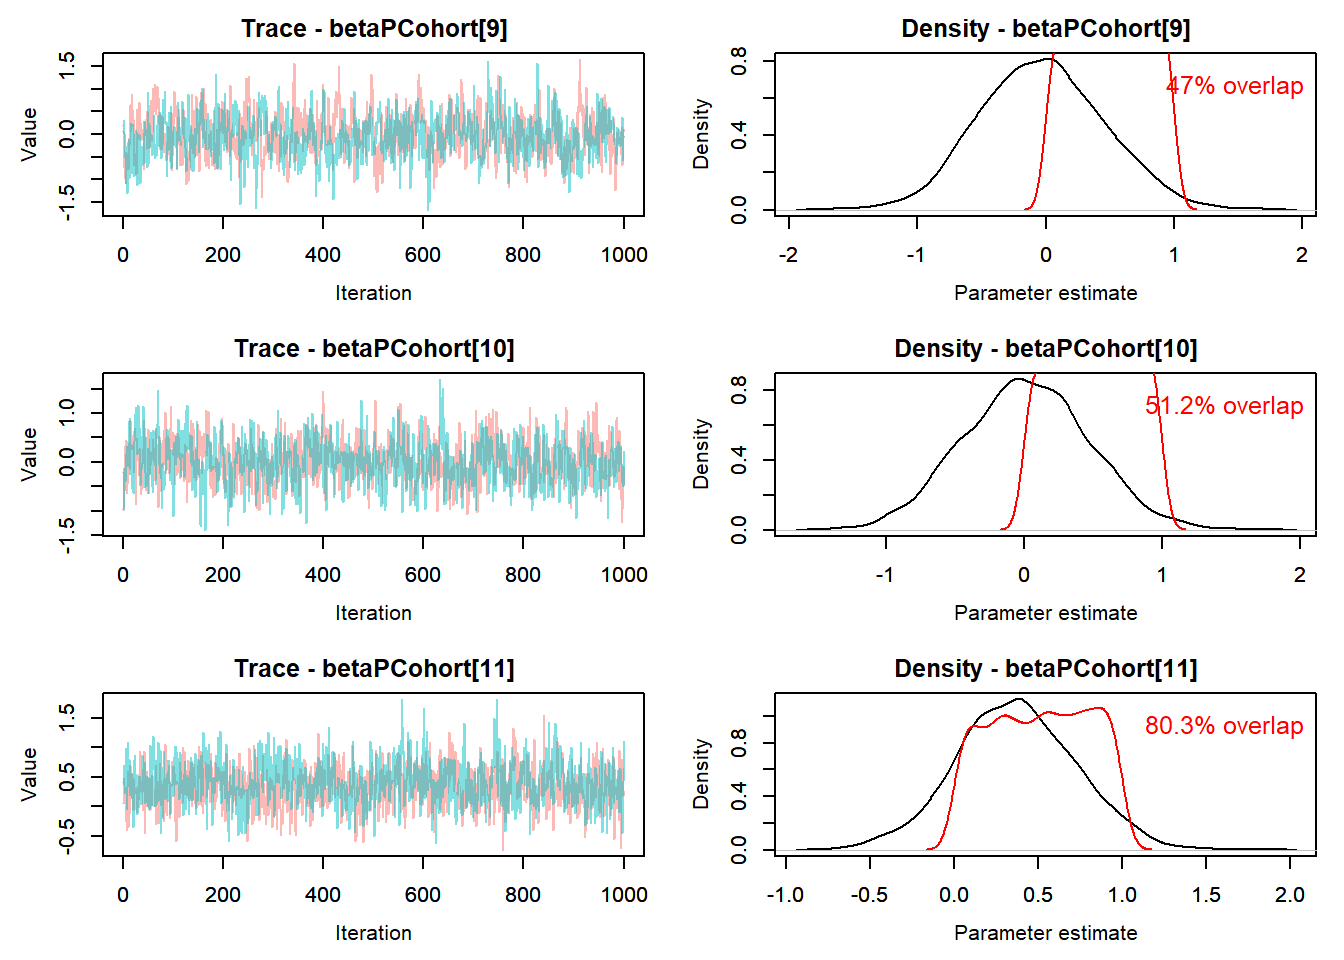 Trace - betaPCohort[9]
Value
-1.5 0.0 1.5
0 200 400 600 800 1000
Iteration
Density - betaPCohort[9]
Density
0.0 0.4 0.8
47% overlap
-2 -1 0 1 2
Parameter estimate
Trace - betaPCohort[10]
Value
-1.5 0.0 1.0
0 200 400 600 800 1000
Iteration
Density - betaPCohort[10]
Density
0.0 0.4 0.8
51.2% overlap
-1 0 1 2
Parameter estimate
Trace - betaPCohort[11]
Value
-0.5 0.5 1.5
0 200 400 600 800 1000
Iteration
Density - betaPCohort[11]
Density
0.0 0.4 0.8
80.3% overlap
-1.0 -0.5 0.0 0.5 1.0 1.5 2.0
Parameter estimate